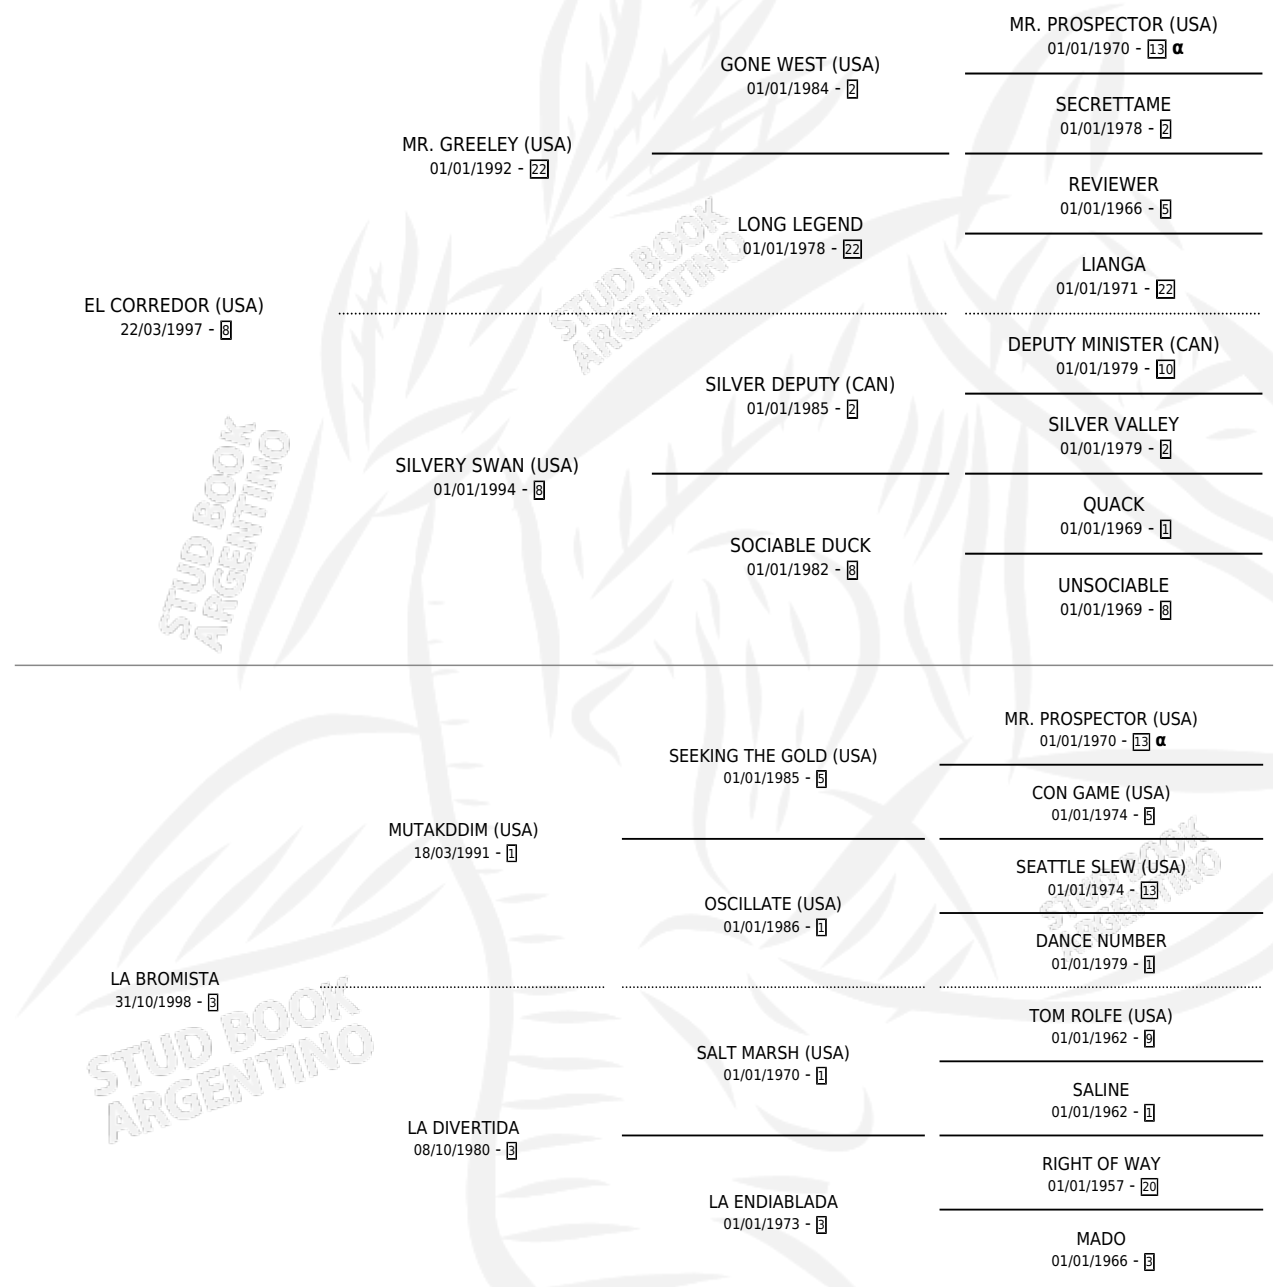 MR. PROSPECTOR (USA)
01/01/1970 - 13 α
GONE WEST (USA)
01/01/1984 - 2
SECRETTAME
01/01/1978 - 2
MR. GREELEY (USA)
01/01/1992 - 22
REVIEWER
01/01/1966 - 5
LONG LEGEND
01/01/1978 - 22
LIANGA
01/01/1971 - 22
EL CORREDOR (USA)
22/03/1997 - 8
DEPUTY MINISTER (CAN)
01/01/1979 - 10
SILVER DEPUTY (CAN)
01/01/1985 - 2
SILVER VALLEY
01/01/1979 - 2
SILVERY SWAN (USA)
01/01/1994 - 8
QUACK
01/01/1969 - 1
SOCIABLE DUCK
01/01/1982 - 8
UNSOCIABLE
01/01/1969 - 8
MR. PROSPECTOR (USA)
01/01/1970 - 13 α
SEEKING THE GOLD (USA)
01/01/1985 - 5
CON GAME (USA)
01/01/1974 - 5
MUTAKDDIM (USA)
18/03/1991 - 1
SEATTLE SLEW (USA)
01/01/1974 - 13
OSCILLATE (USA)
01/01/1986 - 1
DANCE NUMBER
01/01/1979 - 1
LA BROMISTA
31/10/1998 - 3
TOM ROLFE (USA)
01/01/1962 - 9
SALT MARSH (USA)
01/01/1970 - 1
SALINE
01/01/1962 - 1
LA DIVERTIDA
08/10/1980 - 3
RIGHT OF WAY
01/01/1957 - 20
LA ENDIABLADA
01/01/1973 - 3
MADO
01/01/1966 - 3
STUD BOOK
ARGENTINO
STUD BOOK
ARGENTINO
STUD BOOK
ARGENTINO
STUD BOOK
ARGENTINO